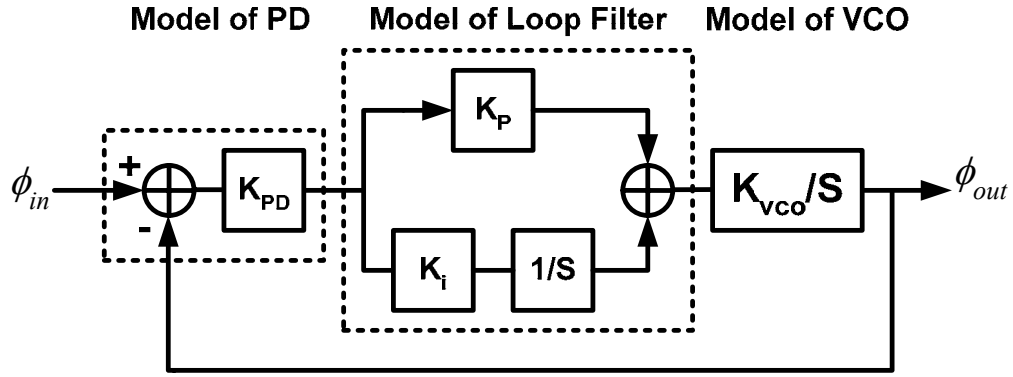 Model of PD
Model of Loop Filter
Model of VCO
K_P
+
ϕ_in
K_PD
K_VCO/S
ϕ_out
-
K_i
1/S